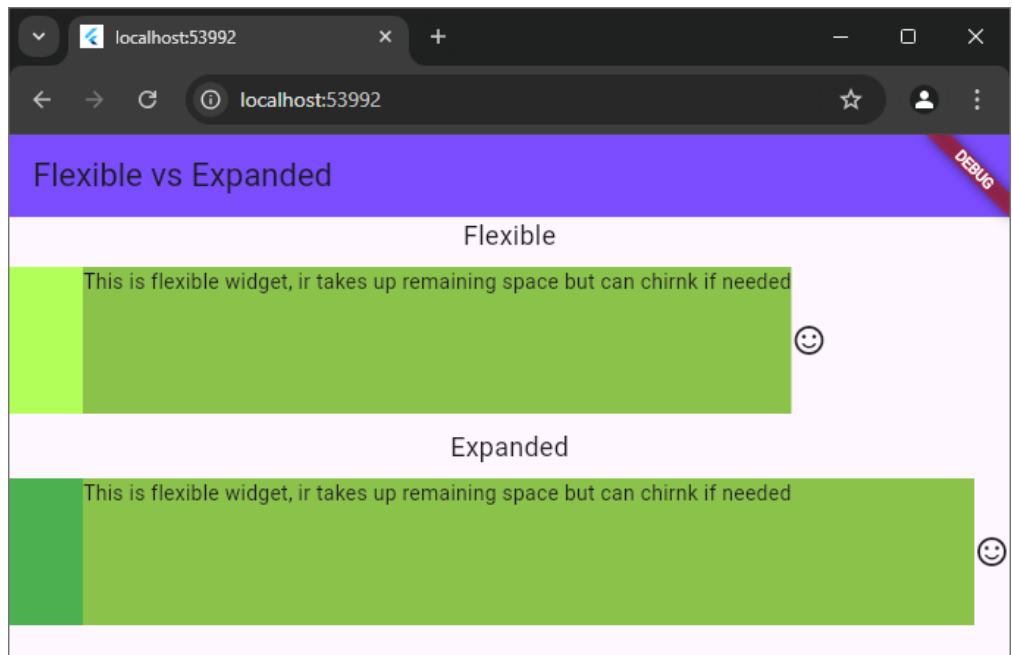 localhost:53992
localhost:53992
Flexible vs Expanded
DEBUG
Flexible
This is flexible widget, ir takes up remaining space but can chirnk if needed
Expanded
This is flexible widget, ir takes up remaining space but can chirnk if needed